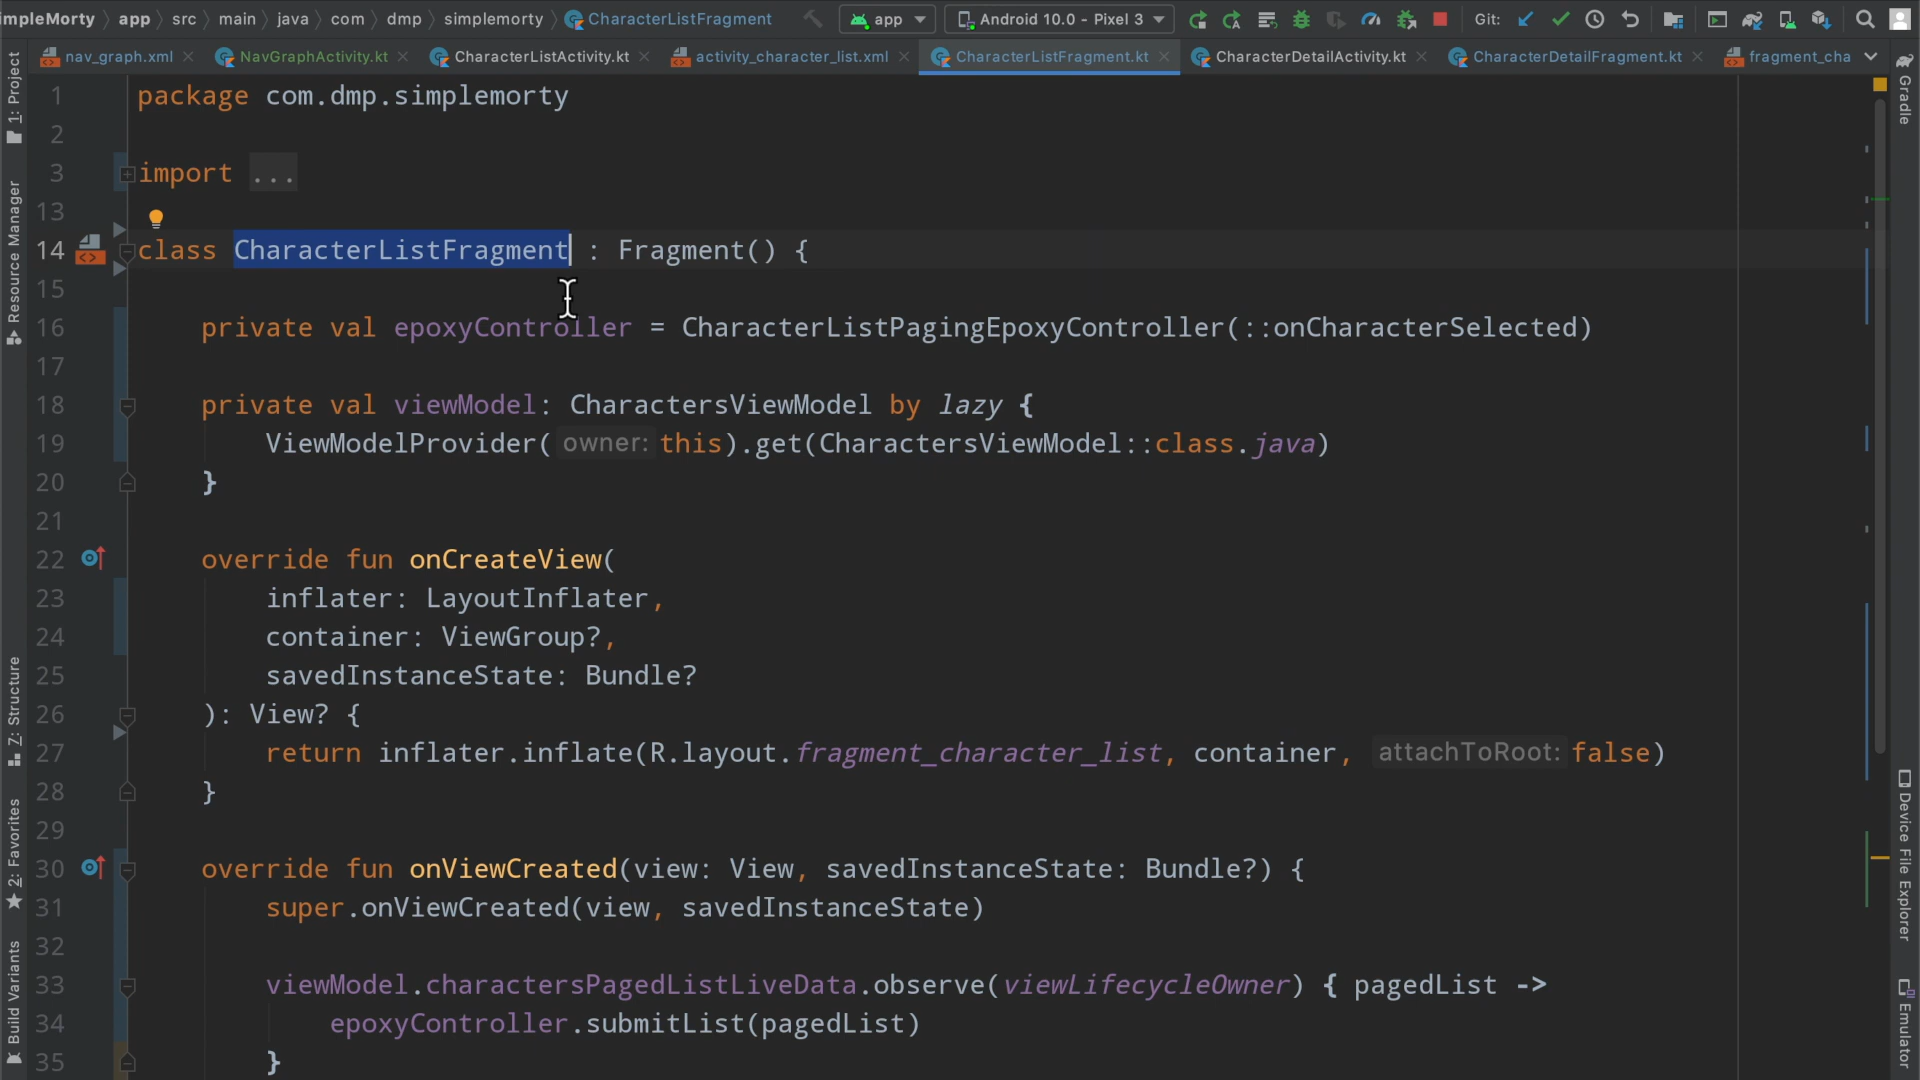 impleMorty app src main java com dmp simplemorty CharacterListFragment app Android 10.0 - Pixel 3 Git:
nav_graph.xml NavGraphActivity.kt CharacterListActivity.kt activity_character_list.xml CharacterListFragment.kt CharacterDetailActivity.kt CharacterDetailFragment.kt fragment_cha
1: Project
Resource Manager
Z: Structure
2: Favorites
Build Variants
1 package com.dmp.simplemorty
2
3 import ...
13
14 class CharacterListFragment : Fragment() {
15
16 private val epoxyController = CharacterListPagingEpoxyController(::onCharacterSelected)
17
18 private val viewModel: CharactersViewModel by lazy {
19 ViewModelProvider( owner: this).get(CharactersViewModel::class.java)
20 }
21
22 override fun onCreateView(
23 inflater: LayoutInflater,
24 container: ViewGroup?,
25 savedInstanceState: Bundle?
26 ): View? {
27 return inflater.inflate(R.layout.fragment_character_list, container, attachToRoot: false)
28 }
29
30 override fun onViewCreated(view: View, savedInstanceState: Bundle?) {
31 super.onViewCreated(view, savedInstanceState)
32
33 viewModel.charactersPagedListLiveData.observe(viewLifecycleOwner) { pagedList ->
34 epoxyController.submitList(pagedList)
35 }
Gradle
Device File Explorer
Emulator